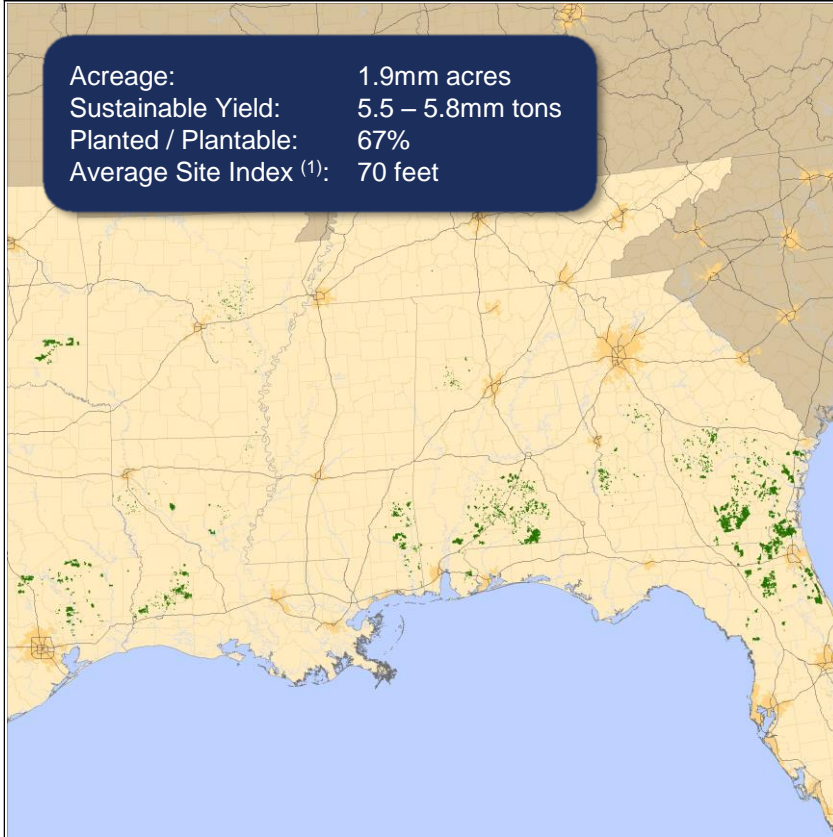 Acreage: 1.9mm acres
Sustainable Yield: 5.5 – 5.8mm tons
Planted / Plantable: 67%
Average Site Index (1): 70 feet